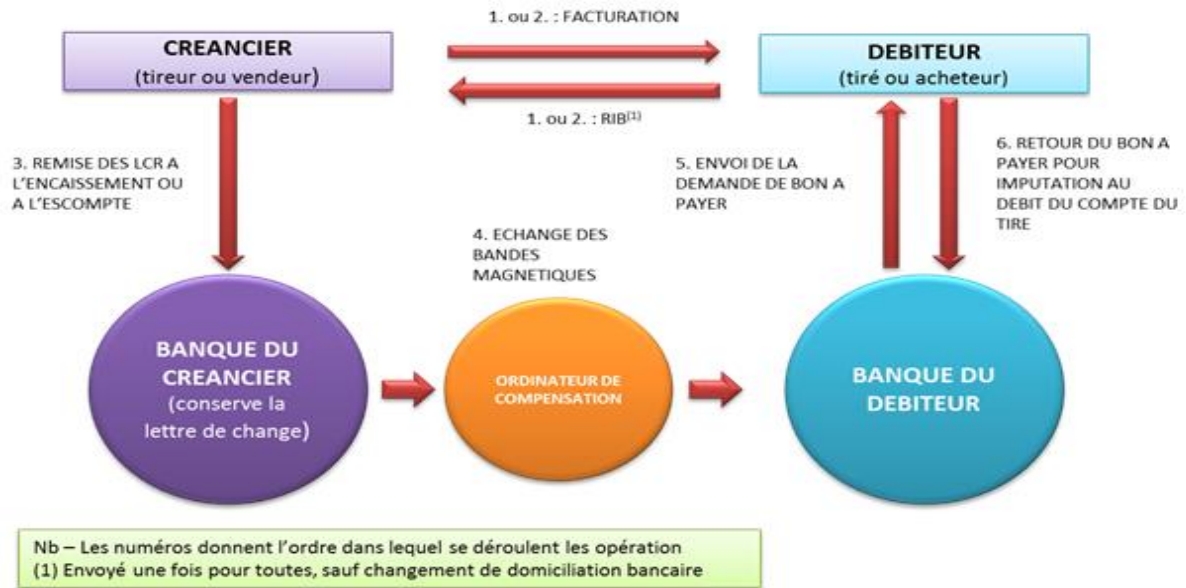 1. ou 2. : FACTURATION
CREANCIER
(tireur ou vendeur)
DEBITEUR
(tiré ou acheteur)
1. ou 2. : RIB(1)
3. REMISE DES LCR A
L'ENCAISSEMENT OU
A L'ESCOMPTE
5. ENVOI DE LA
DEMANDE DE BON A
PAYER
6. RETOUR DU BON A
PAYER POUR
IMPUTATION AU
DEBIT DU COMPTE DU
TIRE
4. ECHANGE DES
BANDES
MAGNETIQUES
BANQUE DU
CREANCIER
(conserve la
lettre de change)
ORDINATEUR DE
COMPENSATION
BANQUE DU
DEBITEUR
Nb – Les numéros donnent l'ordre dans lequel se déroulent les opération
(1) Envoyé une fois pour toutes, sauf changement de domiciliation bancaire